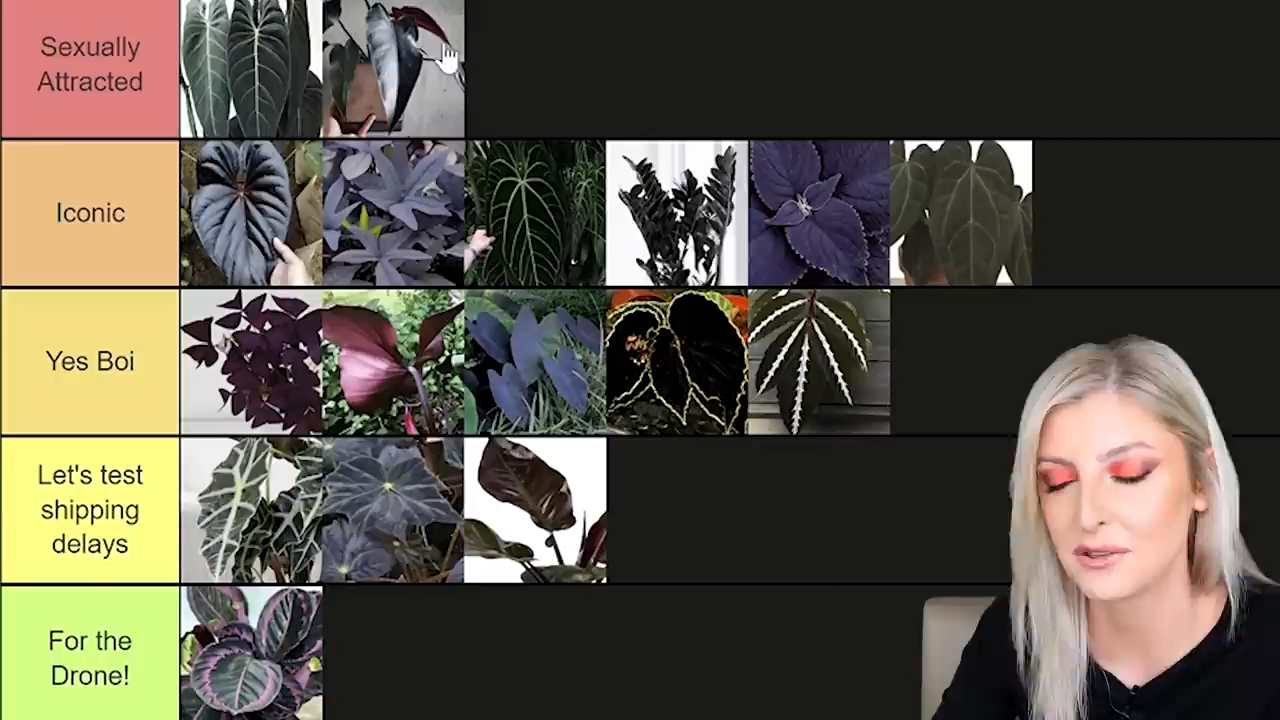 Sexually
Attracted
Iconic
Yes Boi
Let's test
shipping
delays
For the
Drone!